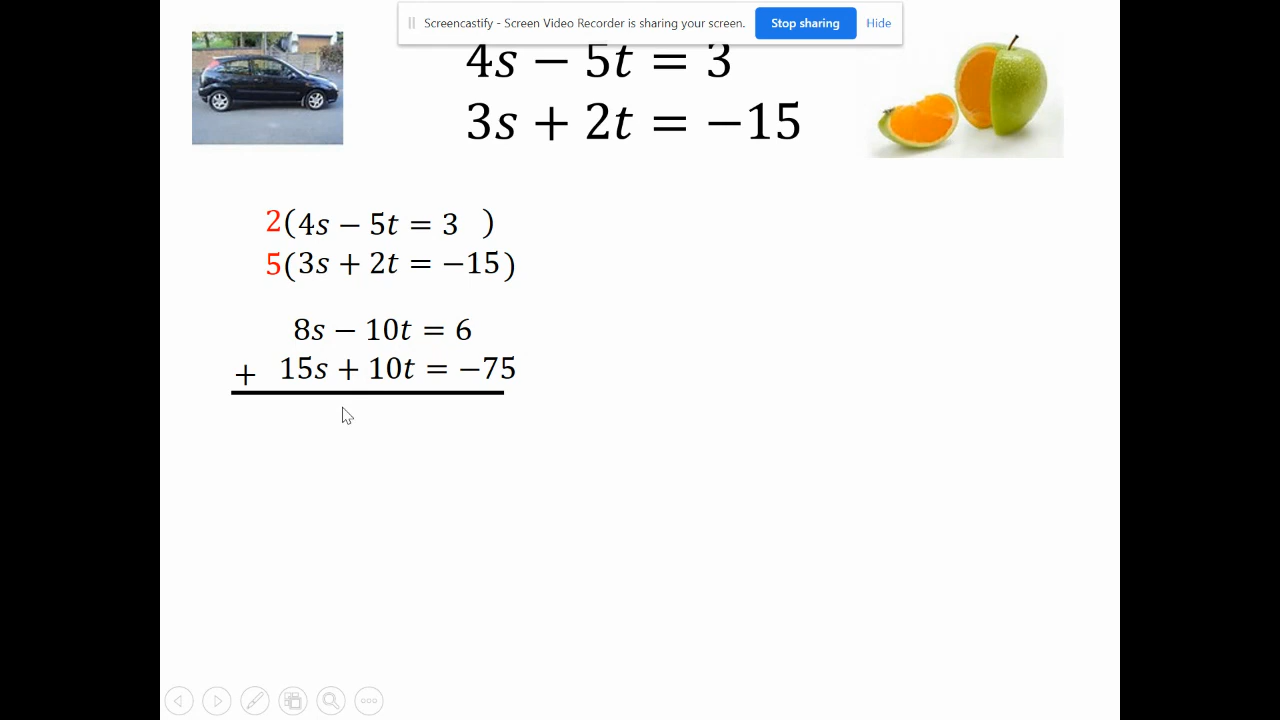 Screencastify - Screen Video Recorder is sharing your screen. Stop sharing Hide
4s − 5t = 3
3s + 2t = −15
2(4s − 5t = 3 )
5(3s + 2t = −15)
8s − 10t = 6
+ 15s + 10t = −75